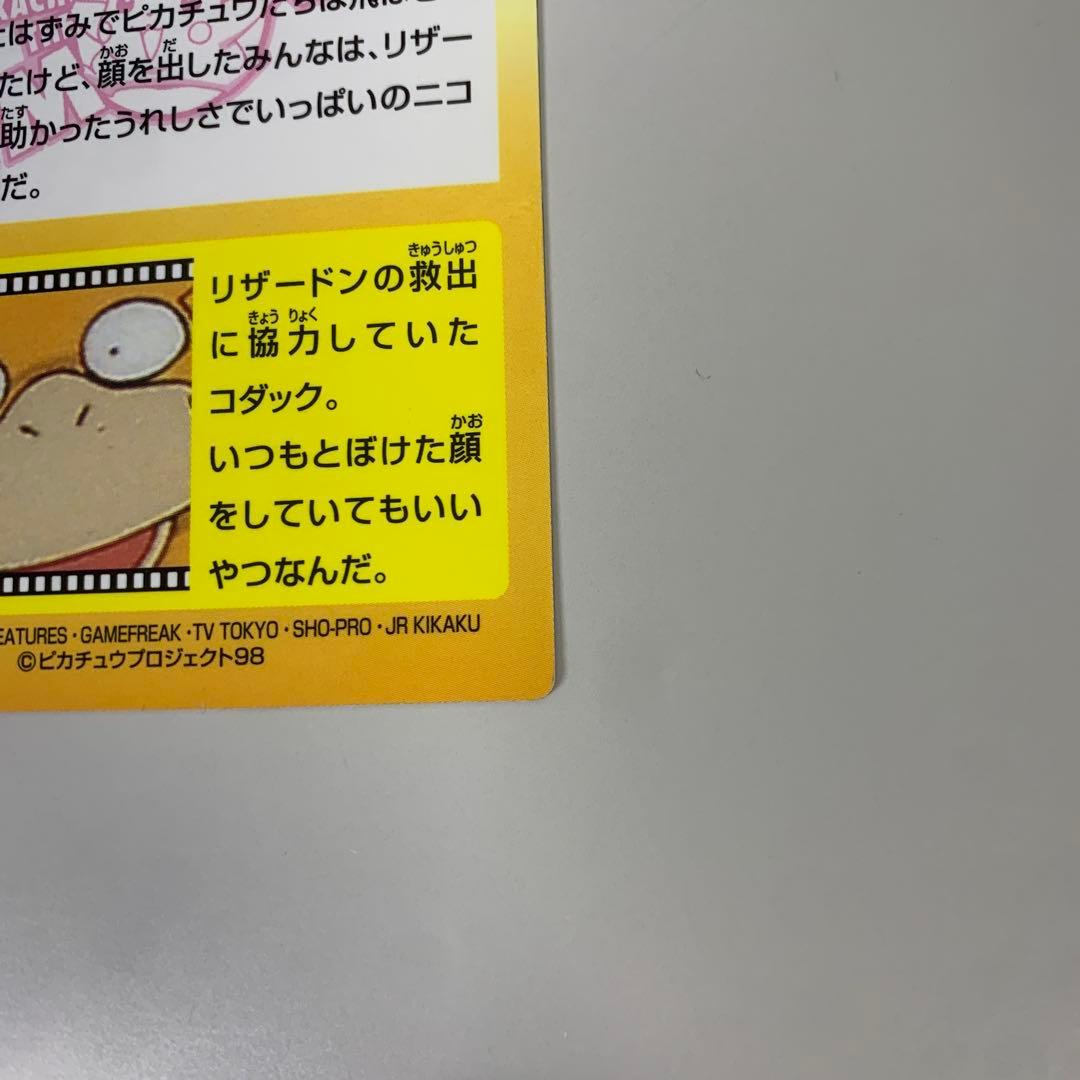 はずみでピカチュウたちは飛ば
たけど、顔を出したみんなは、リザー
助かったうれしさでいっぱいのニコ
だ。
リザードンの救出
に協力していた
コダック。
いつもとぼけた顔
をしていてもいい
やつなんだ。
EATURES・GAMEFREAK・TV TOKYO・SHO-PRO・JR KIKAKU
©ピカチュウプロジェクト98